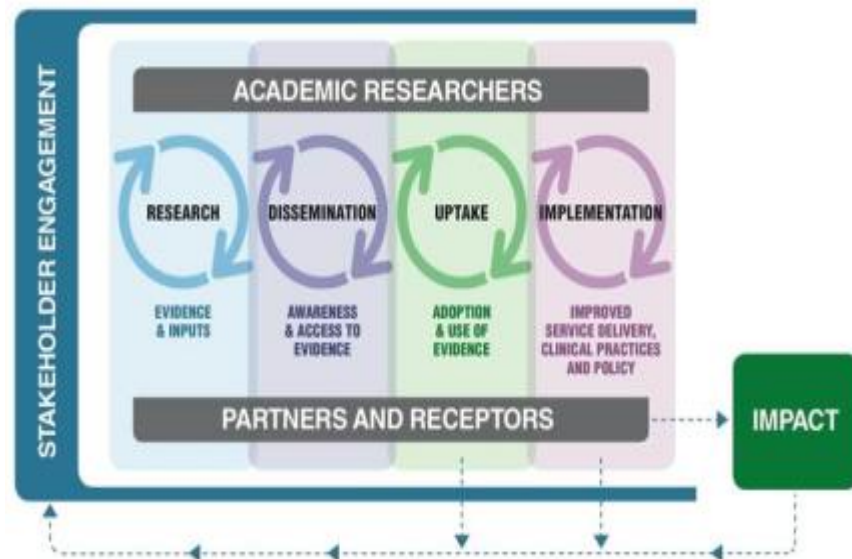 STAKEHOLDER ENGAGEMENT
ACADEMIC RESEARCHERS
RESEARCH
DISSEMINATION
UPTAKE
IMPLEMENTATION
EVIDENCE
& INPUTS
AWARENESS
& ACCESS TO
EVIDENCE
ADOPTION
& USE OF
EVIDENCE
IMPROVED
SERVICE DELIVERY,
CLINICAL PRACTICES
AND POLICY
PARTNERS AND RECEPTORS
IMPACT